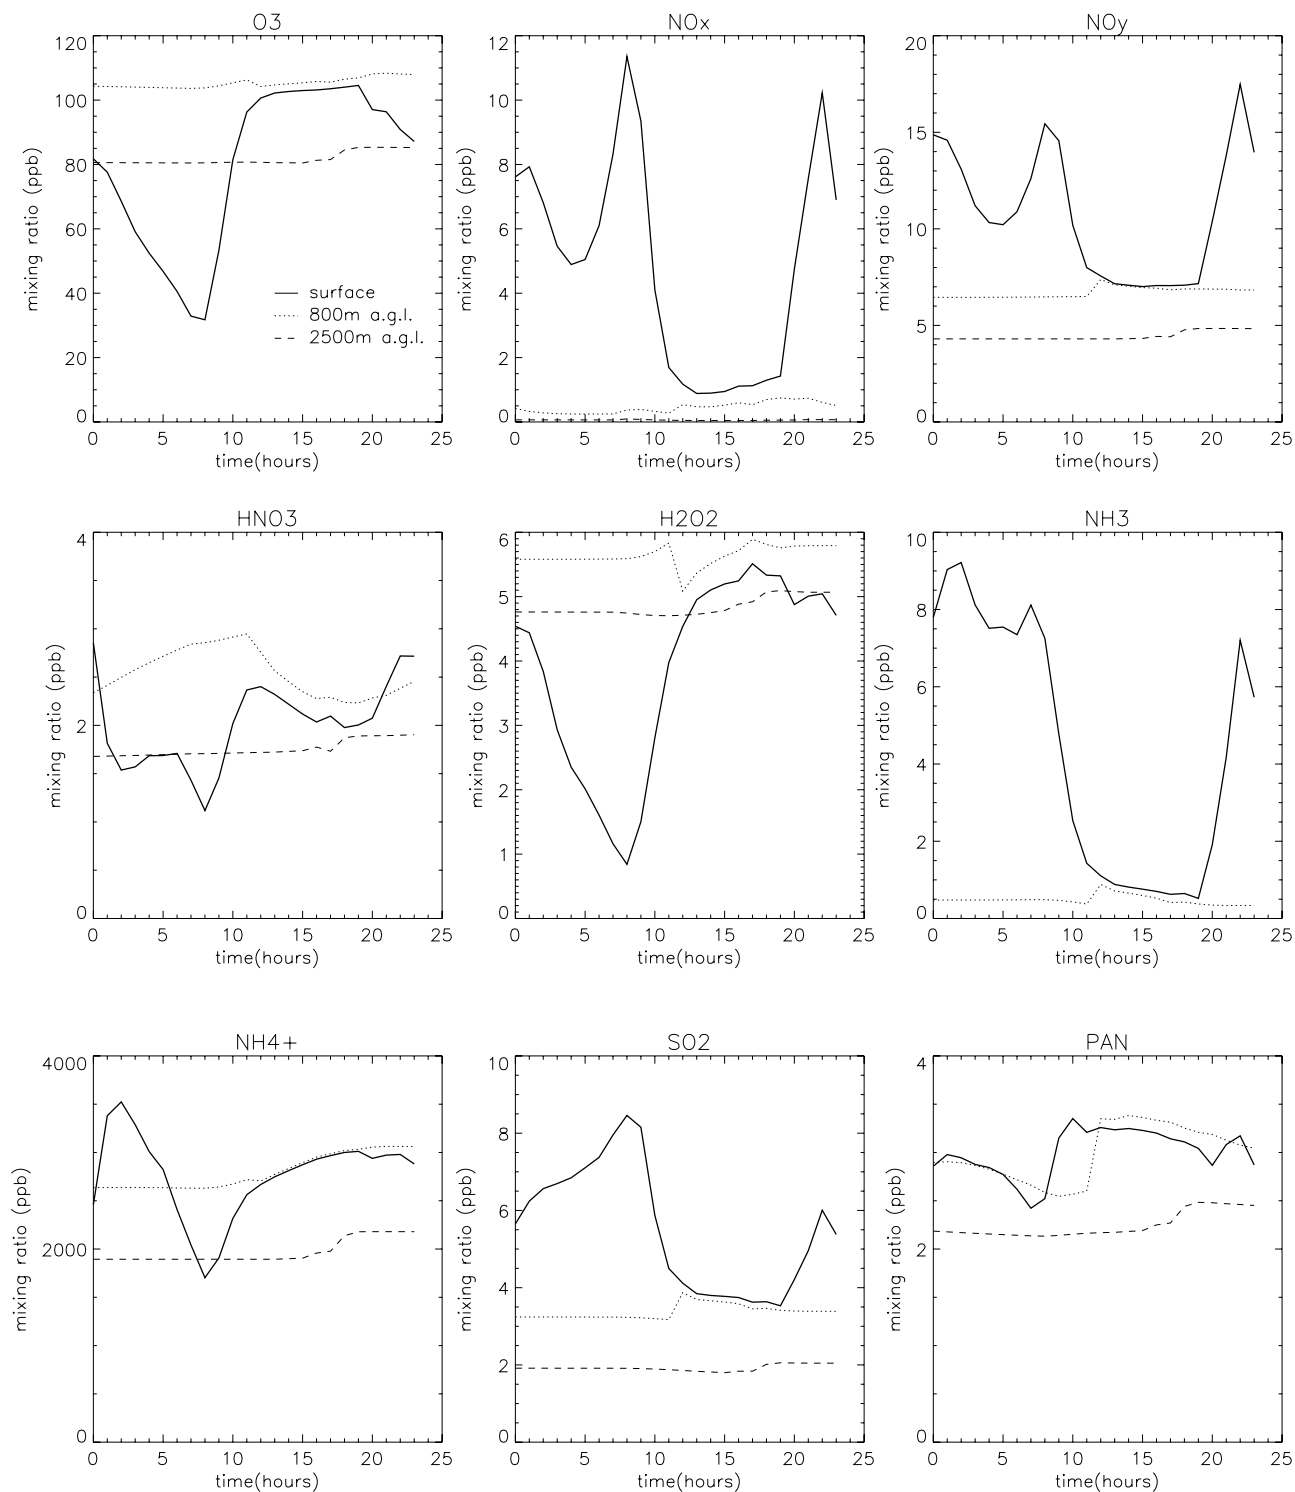 O3
120
100
80
60
40
20
0
mixing ratio (ppb)
surface
800m a.g.l.
2500m a.g.l.
0 5 10 15 20 25
time(hours)
NOx
12
10
8
6
4
2
0
mixing ratio (ppb)
0 5 10 15 20 25
time(hours)
NOy
20
15
10
5
0
mixing ratio (ppb)
0 5 10 15 20 25
time(hours)
HNO3
4
2
0
mixing ratio (ppb)
0 5 10 15 20 25
time(hours)
H2O2
6
5
4
3
2
1
0
mixing ratio (ppb)
0 5 10 15 20 25
time(hours)
NH3
10
8
6
4
2
0
mixing ratio (ppb)
0 5 10 15 20 25
time(hours)
NH4+
4000
2000
0
mixing ratio (ppb)
0 5 10 15 20 25
time(hours)
SO2
8
6
4
2
0
mixing ratio (ppb)
0 5 10 15 20 25
time(hours)
PAN
4
2
0
mixing ratio (ppb)
0 5 10 15 20 25
time(hours)